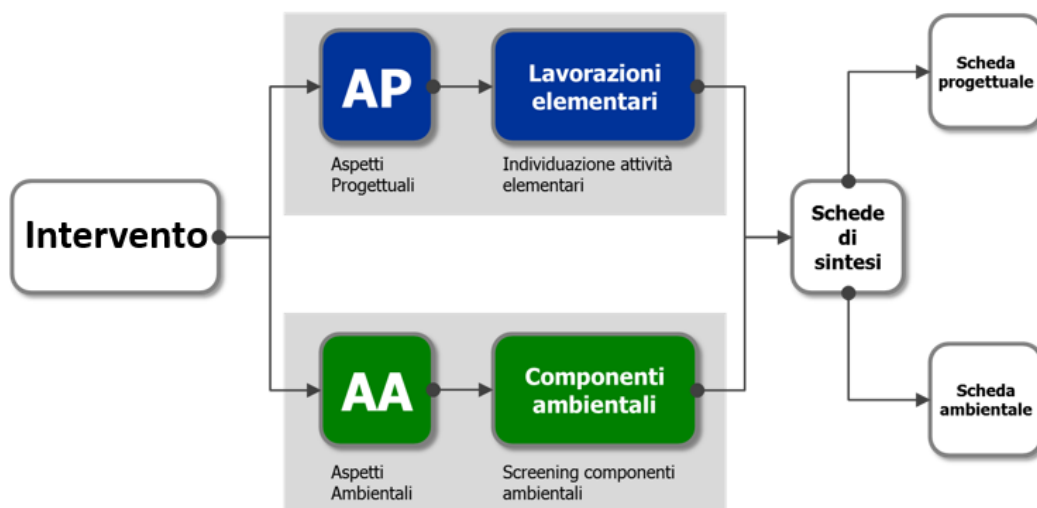 Intervento
AP
Aspetti
Progettuali
Lavorazioni
elementari
Individuazione attività
elementari
AA
Aspetti
Ambientali
Componenti
ambientali
Screening componenti
ambientali
Schede
di
sintesi
Scheda
progettuale
Scheda
ambientale